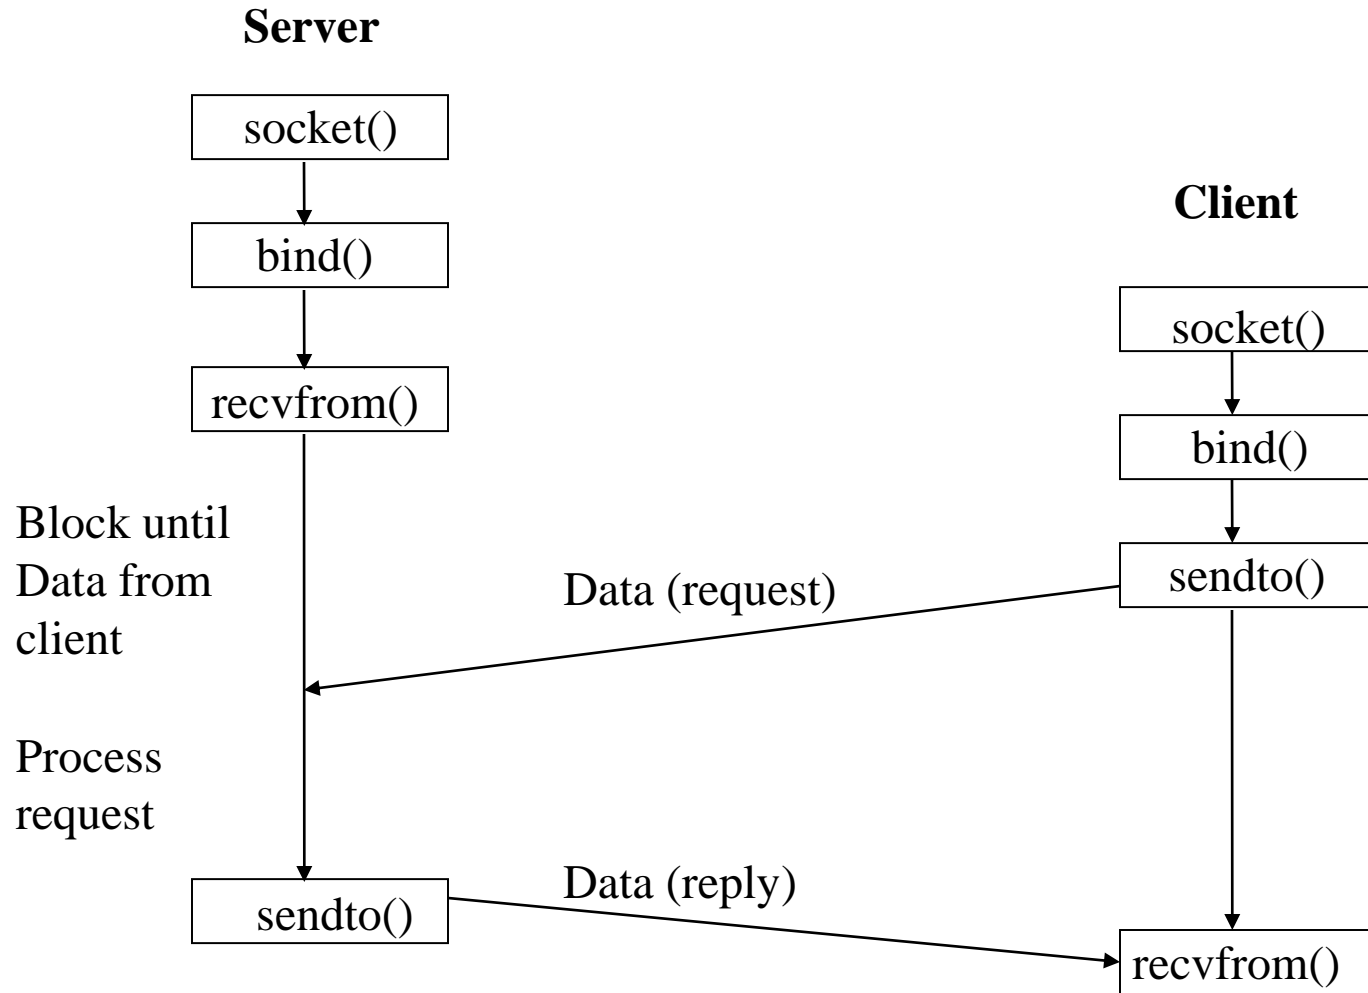 Server
socket()
bind()
recvfrom()
Block until
Data from
client
Process
request
sendto()
Data (request)
Data (reply)
Client
socket()
bind()
sendto()
recvfrom()